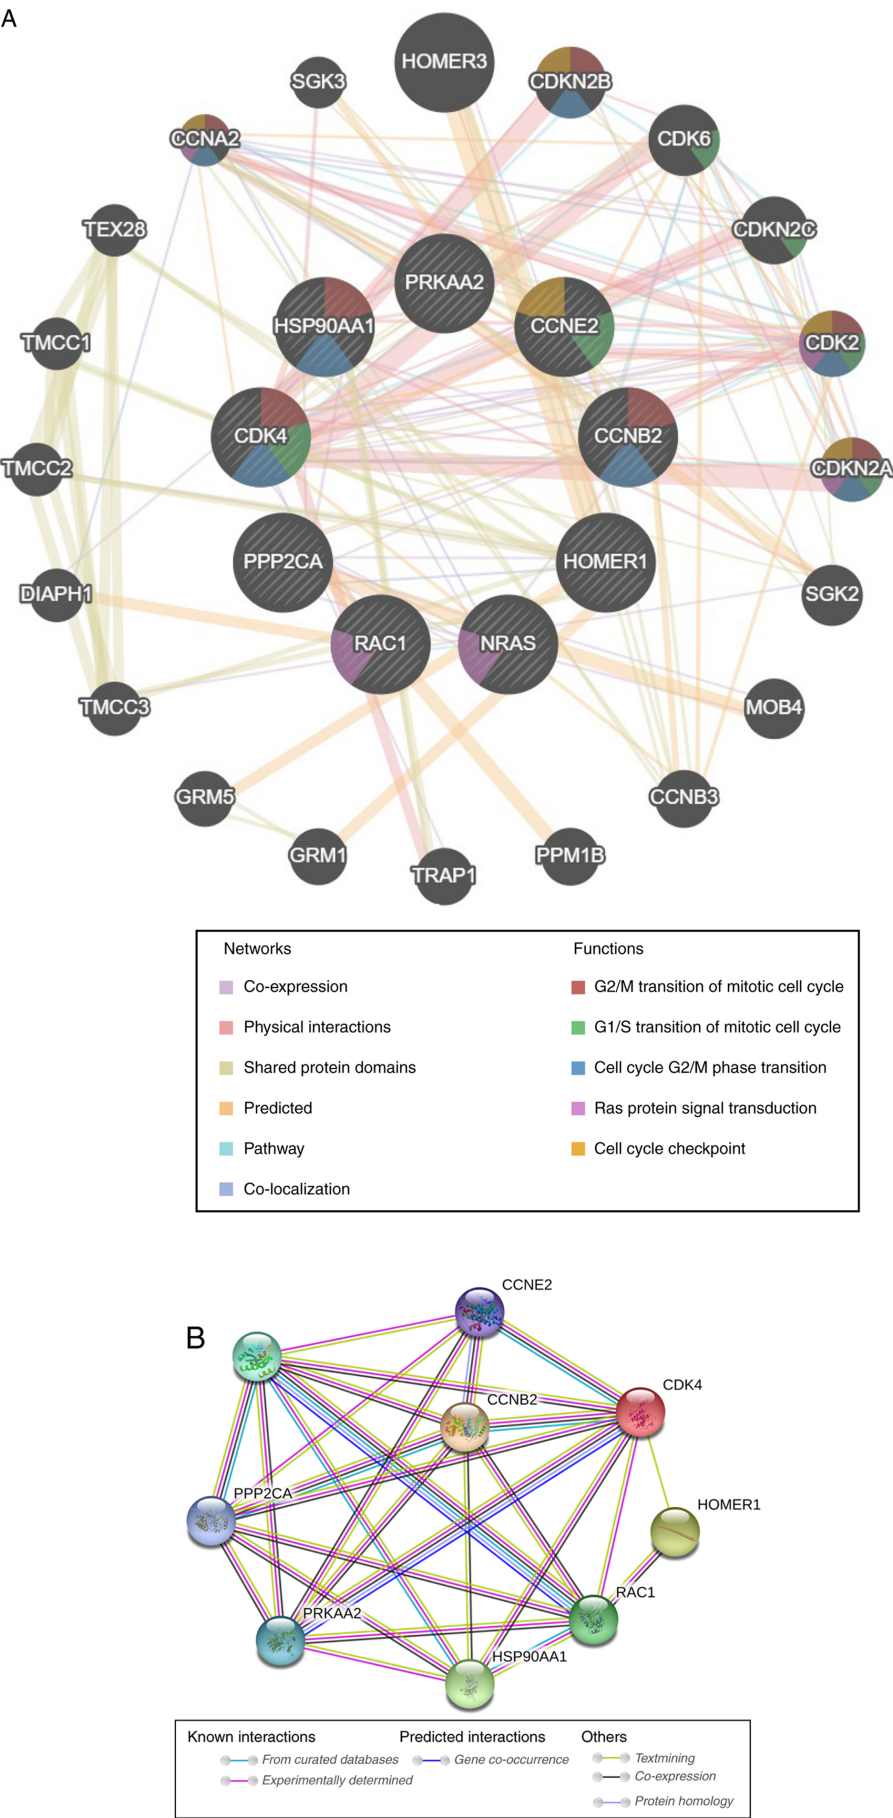 A
HOMER3
SGK3
CDKN2B
CCNA2
CDK6
TEX28
CDKN2C
PRKAA2
HSP90AA1
CCNE2
TMCC1
CDK2
CDK4
CCNB2
TMCC2
CDKN2A
PPP2CA
HOMER1
DIAPH1
SGK2
RAC1
NRAS
TMCC3
MOB4
GRM5
CCNB3
GRM1
PPM1B
TRAP1
Networks
Functions
Co-expression
G2/M transition of mitotic cell cycle
Physical interactions
G1/S transition of mitotic cell cycle
Shared protein domains
Cell cycle G2/M phase transition
Predicted
Ras protein signal transduction
Pathway
Cell cycle checkpoint
Co-localization
B
CCNE2
CDK4
CCNB2
PPP2CA
HOMER1
RAC1
PRKAA2
HSP90AA1
Known interactions
Predicted interactions
Others
From curated databases
Gene co-occurrence
Textmining
Experimentally determined
Co-expression
Protein homology